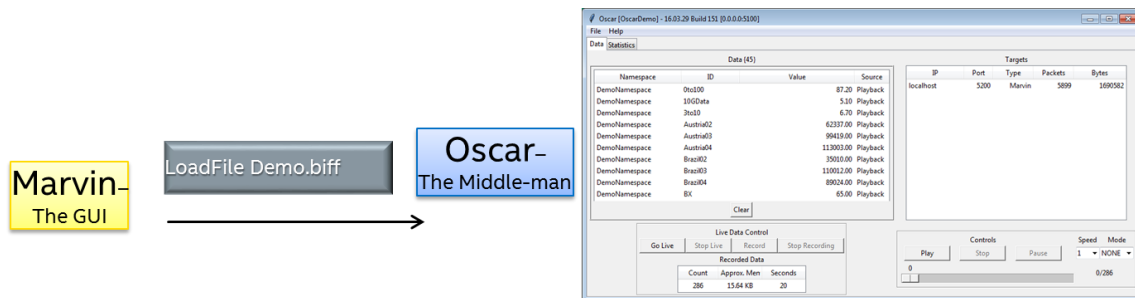 Marvin–
The GUI
LoadFile Demo.biff
Oscar–
The Middle-man
Oscar [OscarDemo] - 16.03.29 Build 151 [0.0.0.0:5100]
File Help
Data Statistics
Data (45)
Namespace ID Value Source
DemoNamespace 0to100 87.20 Playback
DemoNamespace 10GData 5.10 Playback
DemoNamespace 3to10 6.70 Playback
DemoNamespace Austria02 62337.00 Playback
DemoNamespace Austria03 99419.00 Playback
DemoNamespace Austria04 113003.00 Playback
DemoNamespace Brazil02 35010.00 Playback
DemoNamespace Brazil03 110012.00 Playback
DemoNamespace Brazil04 89024.00 Playback
DemoNamespace BX 65.00 Playback
Clear
Targets
IP Port Type Packets Bytes
localhost 5200 Marvin 5899 1690582
Live Data Control
Go Live Stop Live Record Stop Recording
Recorded Data
Count Approx. Mem Seconds
286 15.64 KB 20
Controls Speed Mode
Play Stop Pause 1 NONE
0
0/286